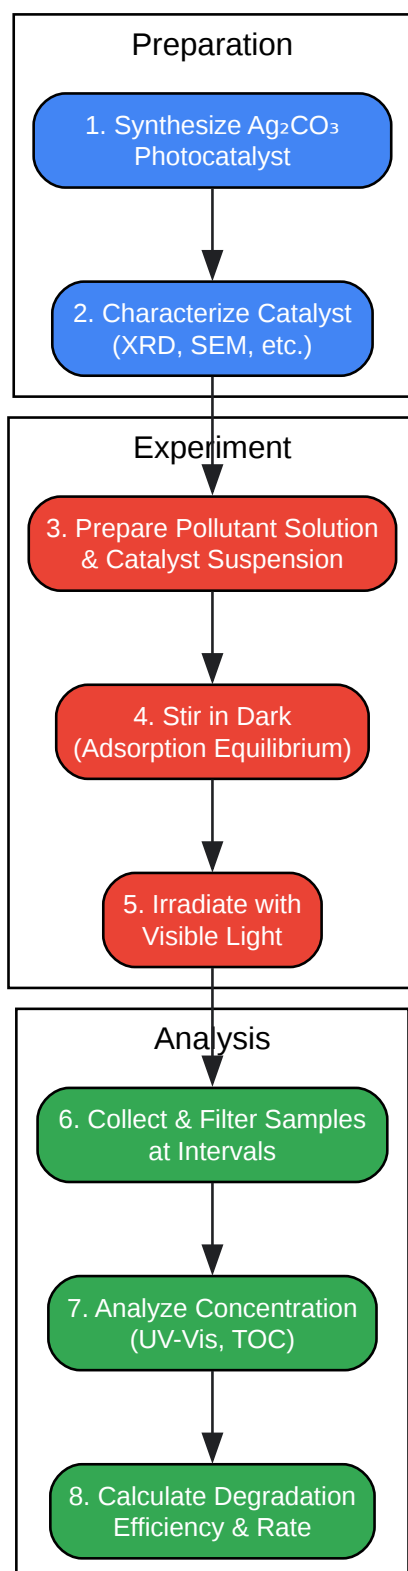 Preparation
1. Synthesize Ag₂CO₃
Photocatalyst
2. Characterize Catalyst
(XRD, SEM, etc.)
Experiment
3. Prepare Pollutant Solution
& Catalyst Suspension
4. Stir in Dark
(Adsorption Equilibrium)
5. Irradiate with
Visible Light
Analysis
6. Collect & Filter Samples
at Intervals
7. Analyze Concentration
(UV-Vis, TOC)
8. Calculate Degradation
Efficiency & Rate